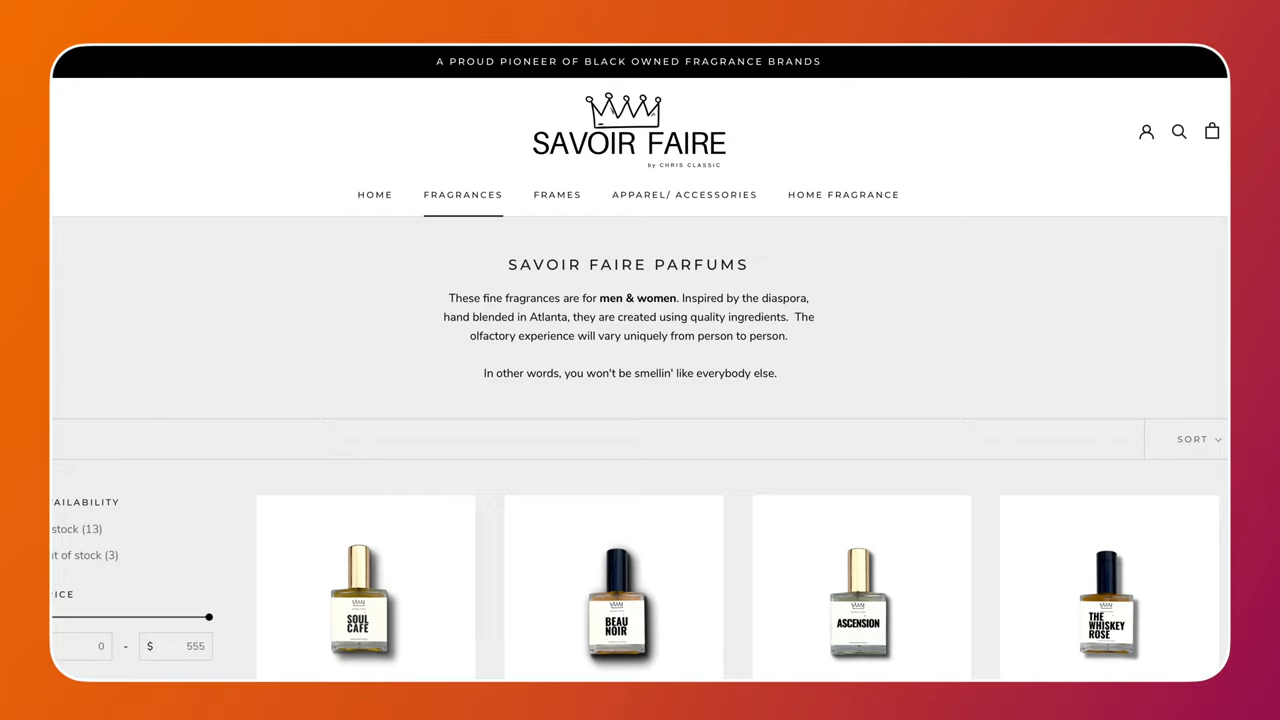 A PROUD PIONEER OF BLACK OWNED FRAGRANCE BRANDS
SAVOIR FAIRE
by CHRIS CLASSIC
HOME FRAGRANCES FRAMES APPAREL/ ACCESSORIES HOME FRAGRANCE
SAVOIR FAIRE PARFUMS
These fine fragrances are for men & women. Inspired by the diaspora,
hand blended in Atlanta, they are created using quality ingredients. The
olfactory experience will vary uniquely from person to person.
In other words, you won't be smellin' like everybody else.
SORT
AILABILITY
stock (13)
t of stock (3)
ICE
0 - $ 555
SOUL
CAFE
BEAU
NOIR
ASCENSION
THE
WHISKEY
ROSE